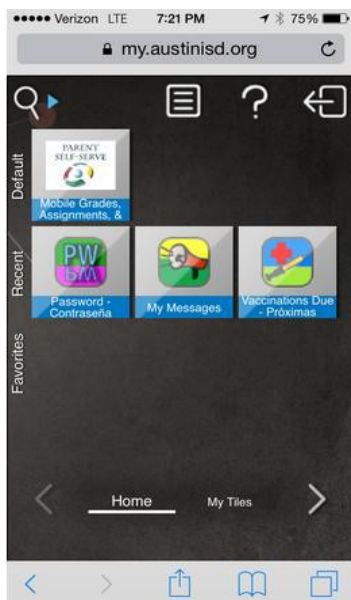 Verizon LTE 7:21 PM 75%
my.austinisd.org
Default
PARENT
SELF-SERVE
Mobile Grades,
Assignments, &
Recent
PW
PW
Password -
Contraseña
My Messages
Vaccinations Due
- Próximas
Favorites
Home My Tiles